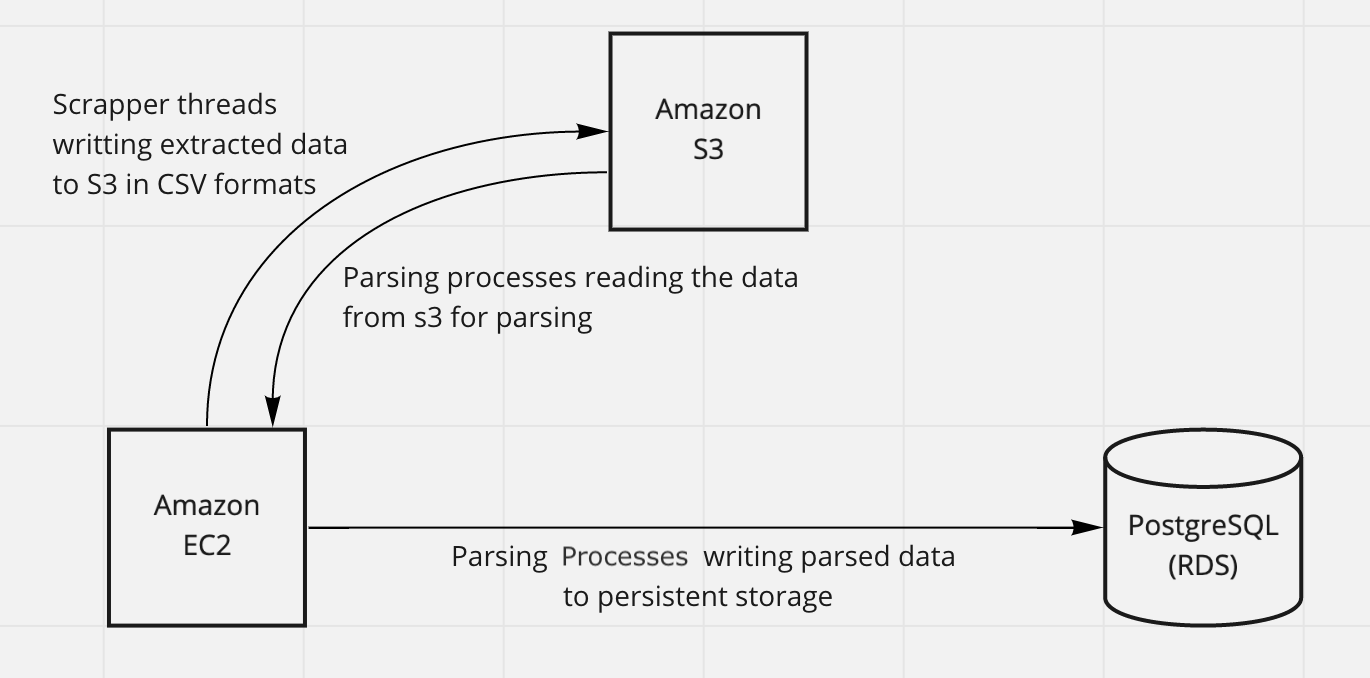 Scrapper threads
writting extracted data
to S3 in CSV formats
Amazon
S3
Parsing processes reading the data
from s3 for parsing
Amazon
EC2
Parsing Processes writing parsed data
to persistent storage
PostgreSQL
(RDS)